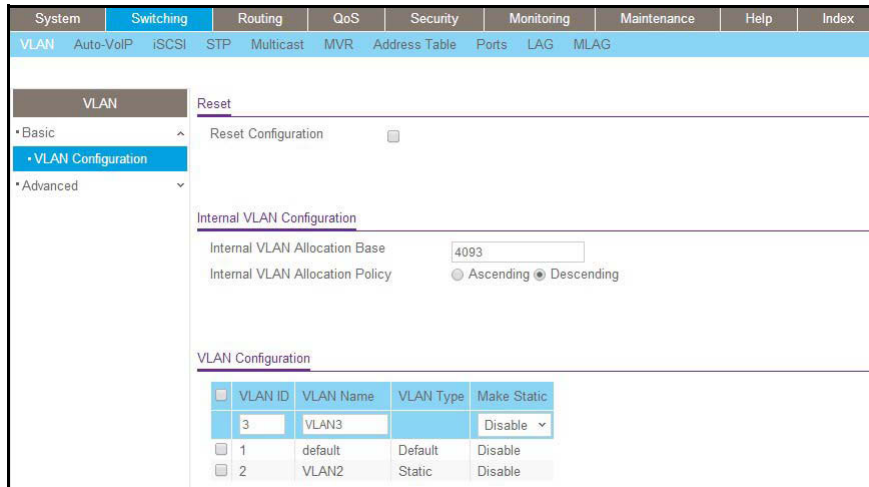 System Switching Routing QoS Security Monitoring Maintenance Help Index
VLAN Auto-VoIP iSCSI STP Multicast MVR Address Table Ports LAG MLAG
VLAN
Basic
VLAN Configuration
Advanced
Reset
Reset Configuration
Internal VLAN Configuration
Internal VLAN Allocation Base 4093
Internal VLAN Allocation Policy Ascending Descending
VLAN Configuration
VLAN ID VLAN Name VLAN Type Make Static
3 VLAN3 Disable
1 default Default Disable
2 VLAN2 Static Disable